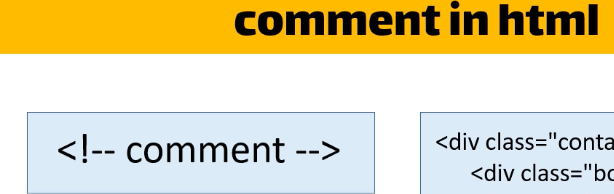 comment in html
<!-- comment -->
<div class="conta
<div class="bo